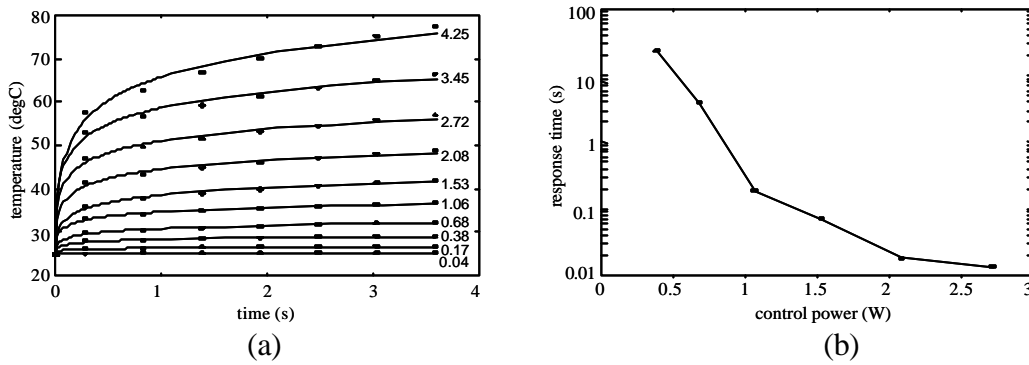 80
70
60
50
40
30
20
temperature (degC)
4.25
3.45
2.72
2.08
1.53
1.06
0.68
0.38
0.17
0.04
0 1 2 3 4
time (s)
(a)
100
10
1
0.1
0.01
response time (s)
0 0.5 1 1.5 2 2.5 3
control power (W)
(b)